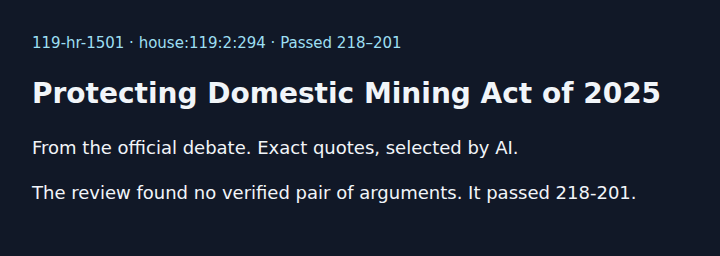 119-hr-1501 · house:119:2:294 · Passed 218–201
Protecting Domestic Mining Act of 2025
From the official debate. Exact quotes, selected by AI.
The review found no verified pair of arguments. It passed 218-201.